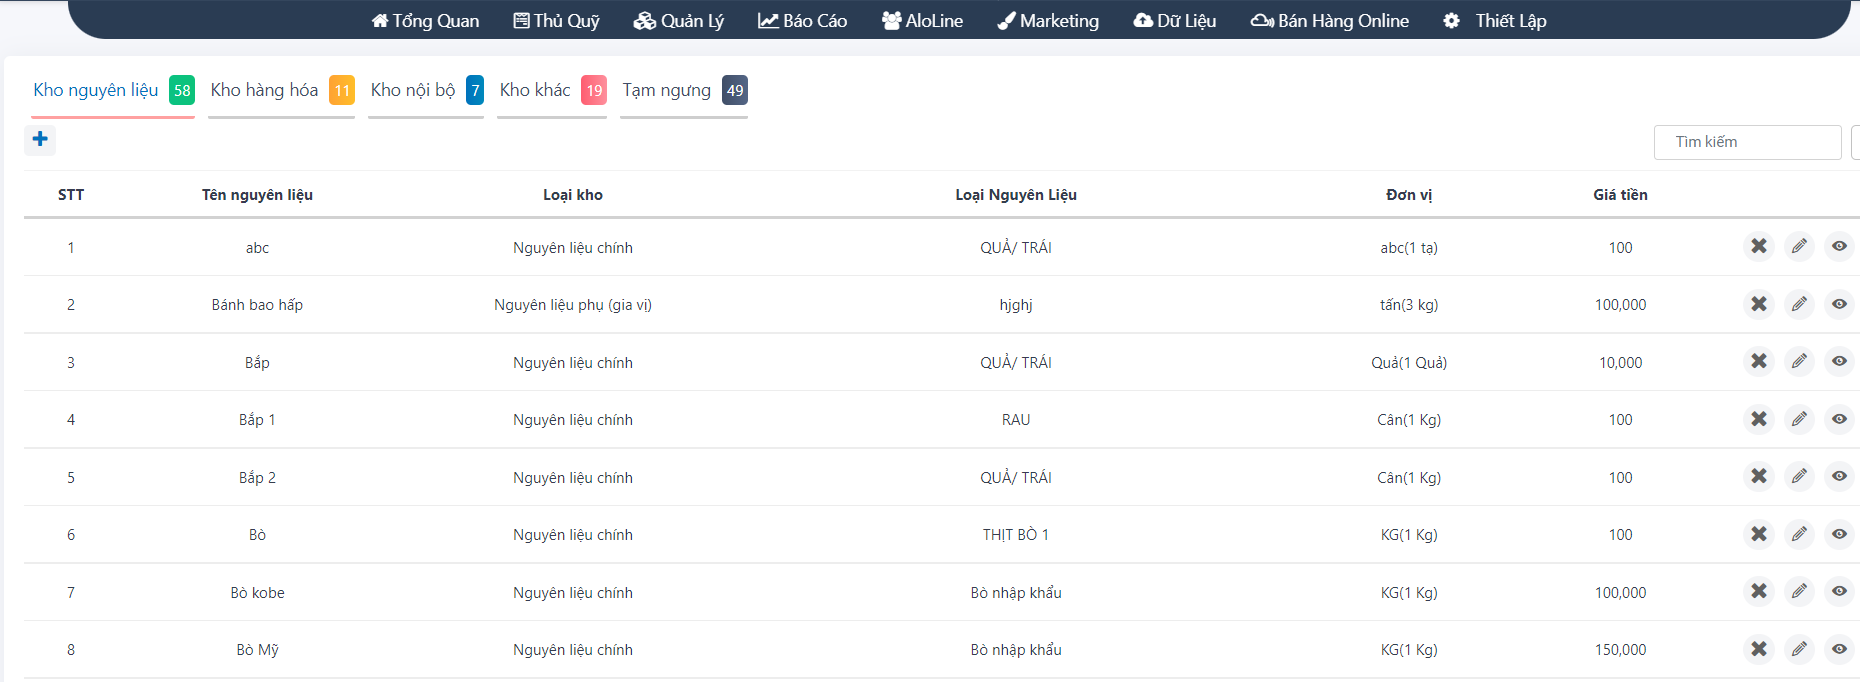 Tổng Quan Thủ Quỹ Quản Lý Báo Cáo AloLine Marketing Dữ Liệu Bán Hàng Online Thiết Lập
Kho nguyên liệu 58 Kho hàng hóa 11 Kho nội bộ 7 Kho khác 19 Tạm ngưng 49
Tìm kiếm
STT Tên nguyên liệu Loại kho Loại Nguyên Liệu Đơn vị Giá tiền
1 abc Nguyên liệu chính QUẢ/ TRÁI abc(1 tạ) 100
2 Bánh bao hấp Nguyên liệu phụ (gia vị) hjghj tấn(3 kg) 100,000
3 Bắp Nguyên liệu chính QUẢ/ TRÁI Quả(1 Quả) 10,000
4 Bắp 1 Nguyên liệu chính RAU Cân(1 Kg) 100
5 Bắp 2 Nguyên liệu chính QUẢ/ TRÁI Cân(1 Kg) 100
6 Bò Nguyên liệu chính THỊT BÒ 1 KG(1 Kg) 100
7 Bò kobe Nguyên liệu chính Bò nhập khẩu KG(1 Kg) 100,000
8 Bò Mỹ Nguyên liệu chính Bò nhập khẩu KG(1 Kg) 150,000